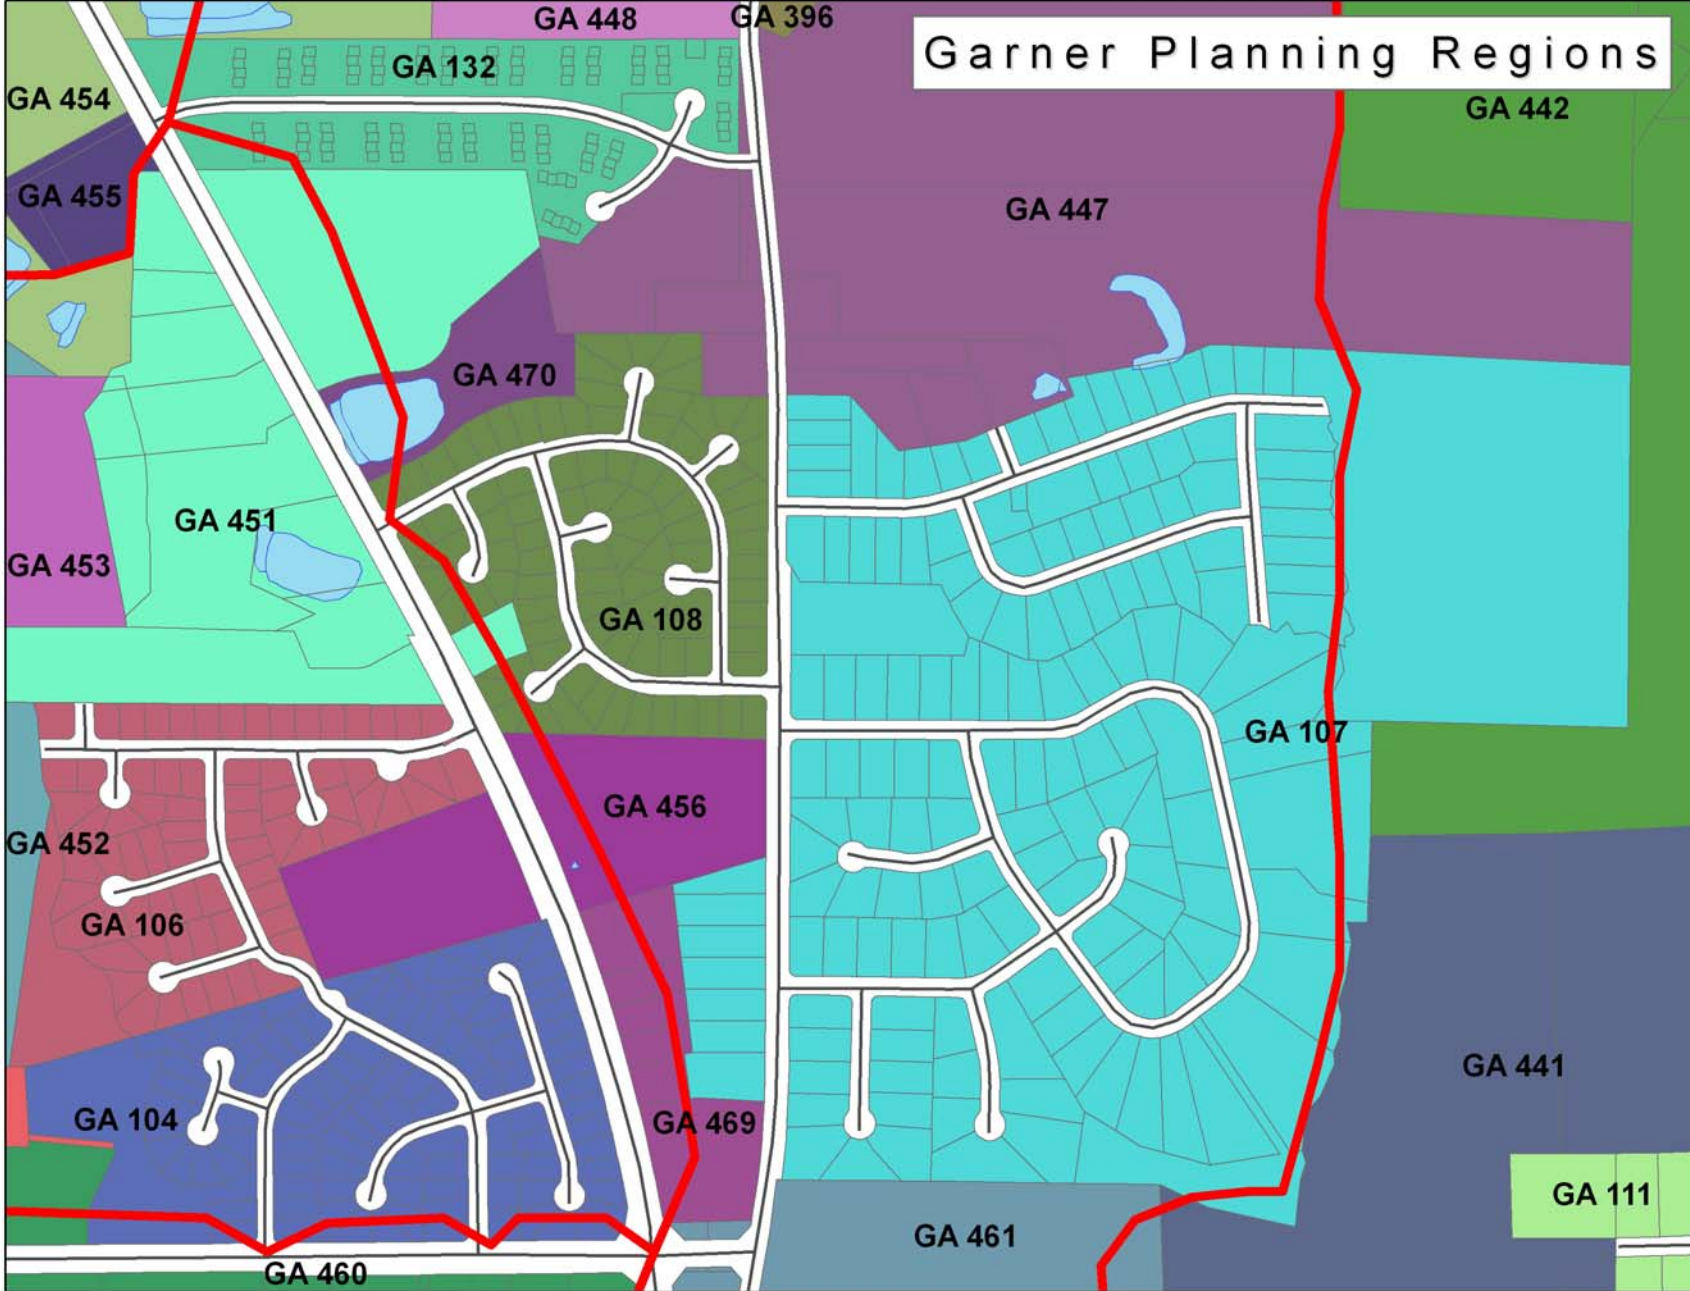 GA 448
GA 396
Garner Planning Regions
GA 132
GA 454
GA 442
GA 455
GA 447
GA 470
GA 451
GA 453
GA 108
GA 107
GA 456
GA 452
GA 106
GA 441
GA 104
GA 469
GA 111
GA 461
GA 460